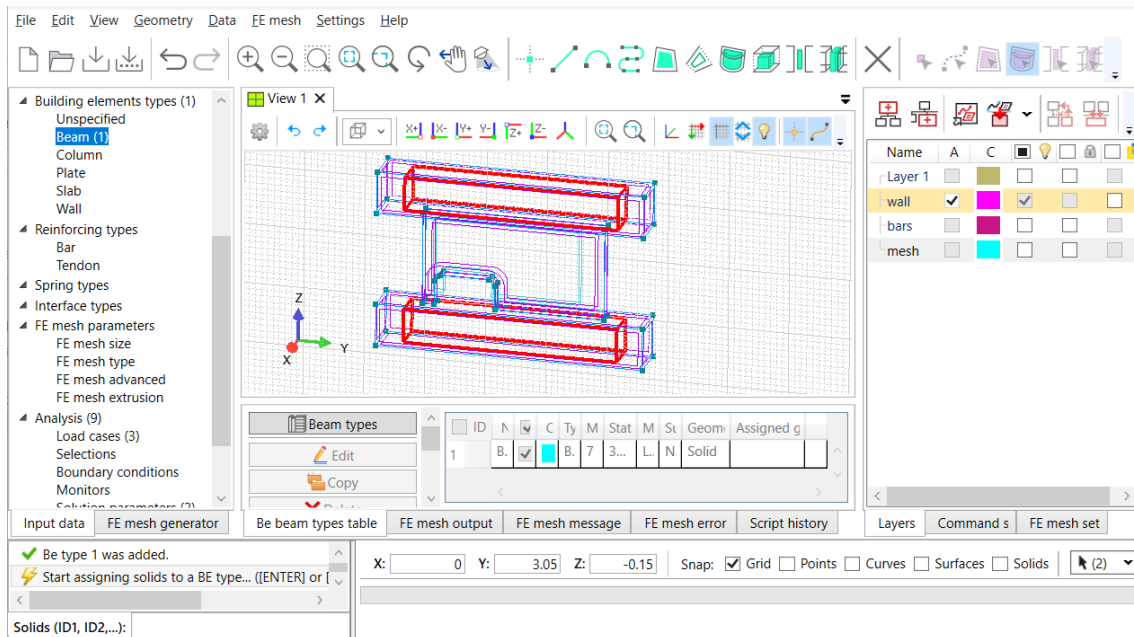 File Edit View Geometry Data FE mesh Settings Help
Building elements types (1)
Unspecified
Beam (1)
Column
Plate
Slab
Wall
Reinforcing types
Bar
Tendon
Spring types
Interface types
FE mesh parameters
FE mesh size
FE mesh type
FE mesh advanced
FE mesh extrusion
Analysis (9)
Load cases (3)
Selections
Boundary conditions
Monitors
Solution parameters (2)
Input data FE mesh generator
View 1
X+ X- Y+ Y- Z+ Z-
Z
Y
X
Beam types
Edit
Copy
Delete
ID N C Ty M Stat M Su Geom Assigned g
1 B. B. 7 3... L.. N Solid
Be beam types table FE mesh output FE mesh message FE mesh error Script history
Name A C
Layer 1
wall
bars
mesh
Layers Command s FE mesh set
Be type 1 was added.
Start assigning solids to a BE type... ([ENTER] or [
Solids (ID1, ID2,...):
X: 0 Y: 3.05 Z: -0.15 Snap: Grid Points Curves Surfaces Solids (2)